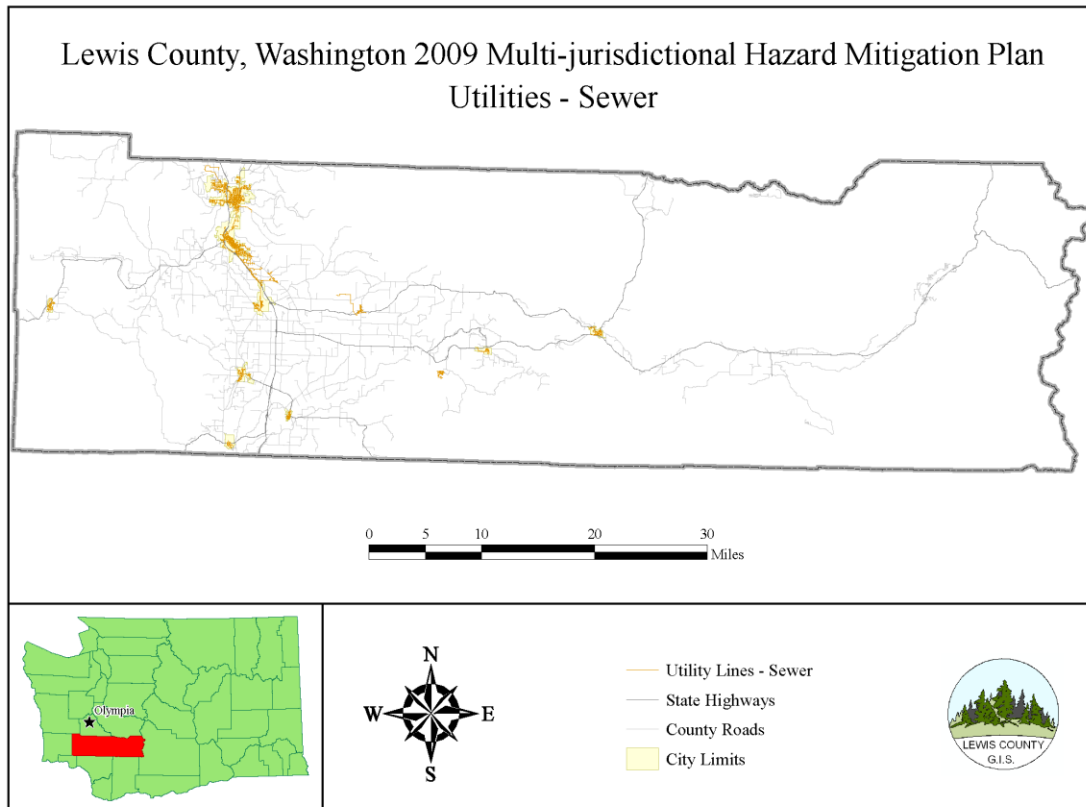 Lewis County, Washington 2009 Multi-jurisdictional Hazard Mitigation Plan
Utilities - Sewer
0 5 10 20 30
Miles
Olympia
N
W E
S
Utility Lines - Sewer
State Highways
County Roads
City Limits
LEWIS COUNTY
G.I.S.